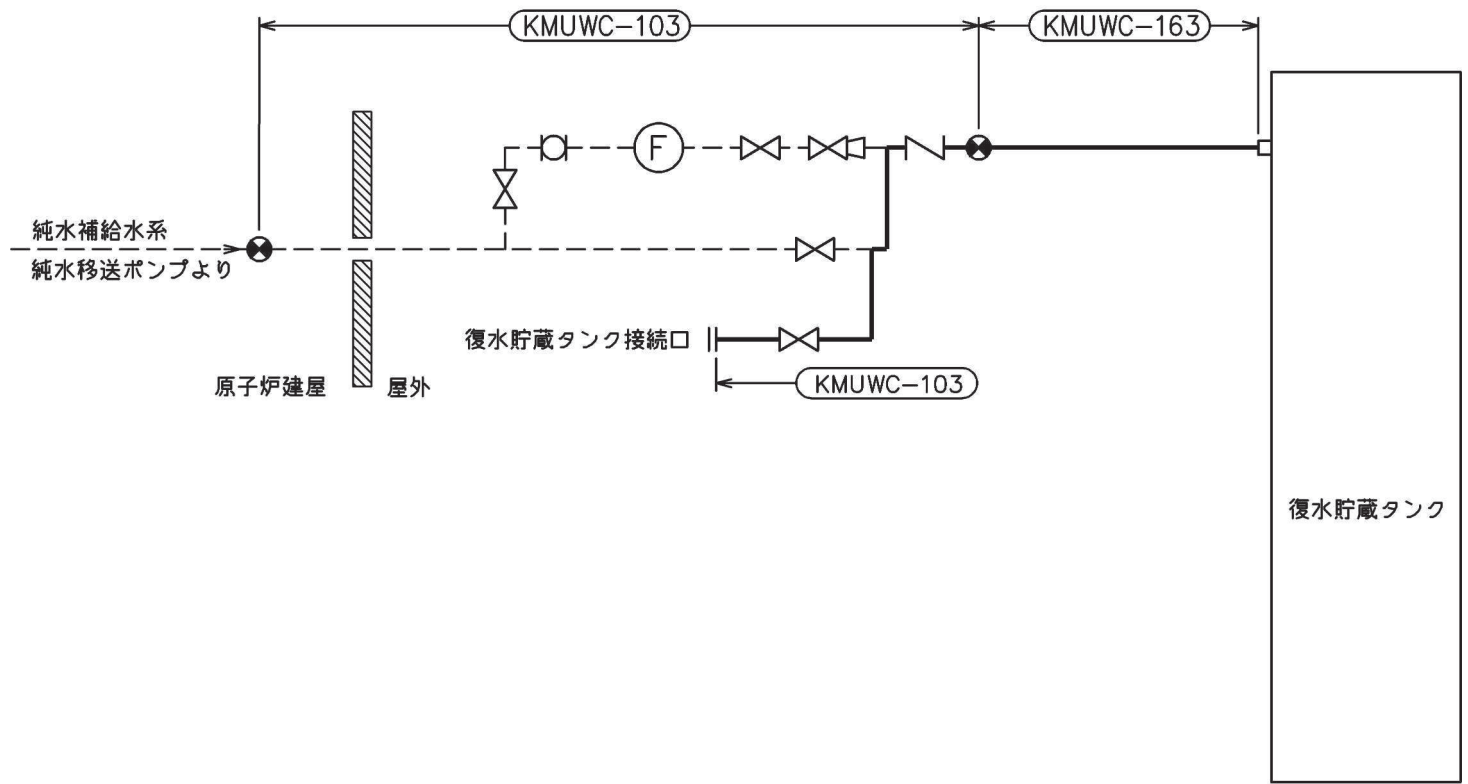 KMUWC-103
KMUWC-163
F
純水補給水系
純水移送ポンプより
復水貯蔵タンク接続口
KMUWC-103
原子炉建屋
屋外
復水貯蔵タンク